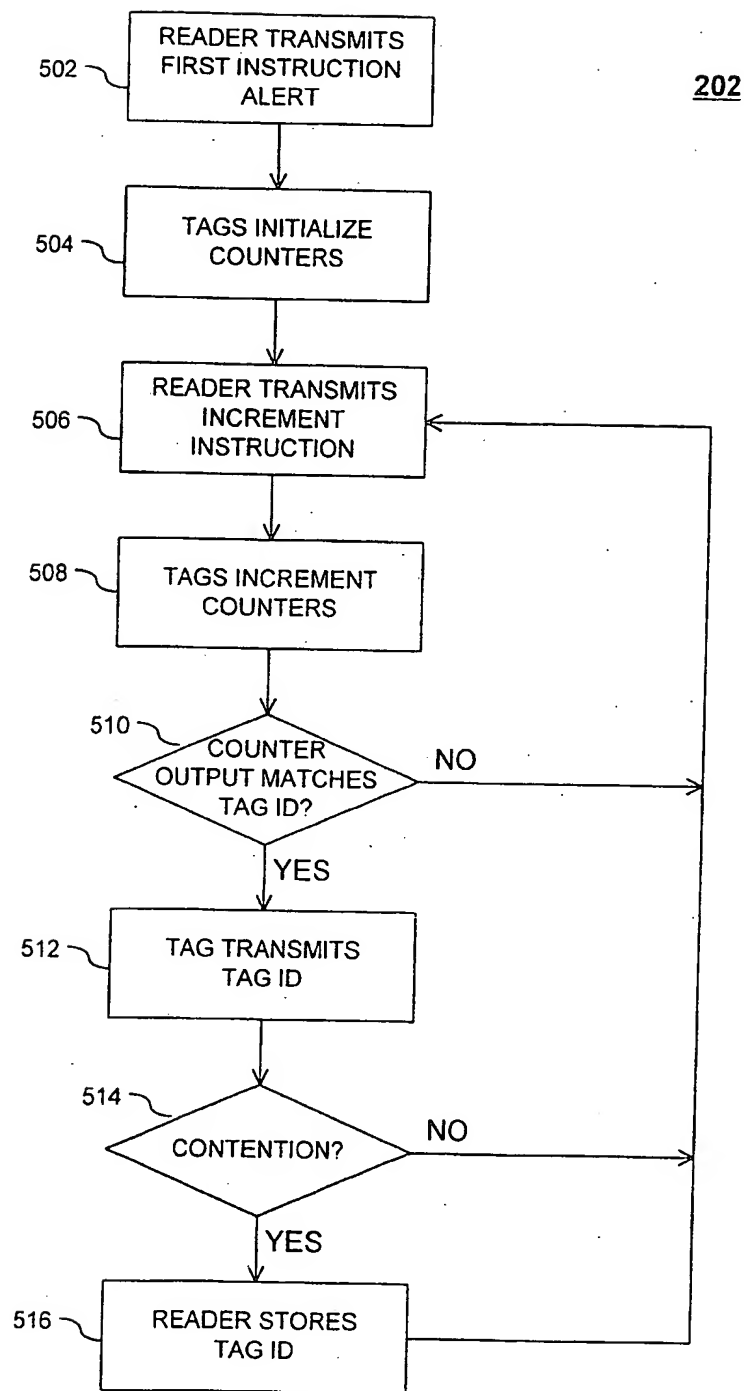 202
502
READER TRANSMITS
FIRST INSTRUCTION
ALERT
504
TAGS INITIALIZE
COUNTERS
506
READER TRANSMITS
INCREMENT
INSTRUCTION
508
TAGS INCREMENT
COUNTERS
510
COUNTER
OUTPUT MATCHES
TAG ID?
NO
YES
512
TAG TRANSMITS
TAG ID
514
CONTENTION?
NO
YES
516
READER STORES
TAG ID